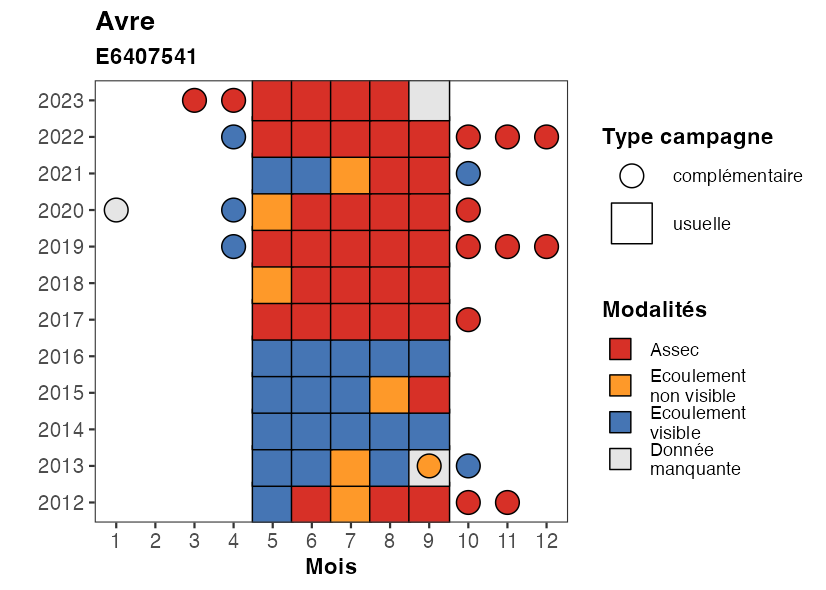 Avre
E6407541
2023
2022
2021
2020
2019
2018
2017
2016
2015
2014
2013
2012
1 2 3 4 5 6 7 8 9 10 11 12
Mois
Type campagne
complémentaire
usuelle
Modalités
Assec
Ecoulement
non visible
Ecoulement
visible
Donnée
manquante